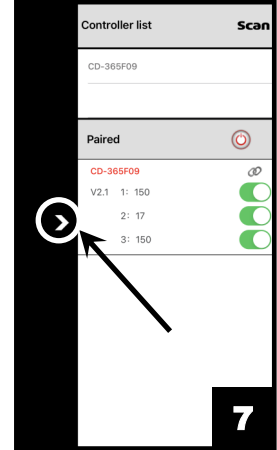 Controller list Scan
CD-365F09
Paired
CD-365F09
V2.1 1: 150
2: 17
3: 150
7